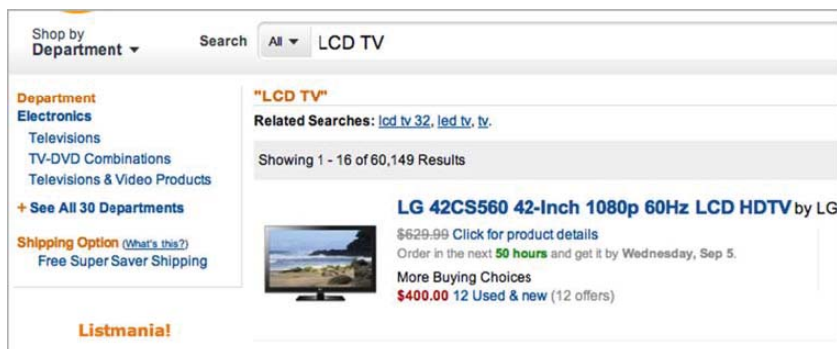 Shop by
Department
Search
All
LCD TV
Department
Electronics
Televisions
TV-DVD Combinations
Televisions & Video Products
+ See All 30 Departments
Shipping Option (What's this?)
Free Super Saver Shipping
Listmania!
"LCD TV"
Related Searches: lcd tv 32, led tv, tv.
Showing 1 - 16 of 60,149 Results
LG 42CS560 42-Inch 1080p 60Hz LCD HDTV by LG
$629.99 Click for product details
Order in the next 50 hours and get it by Wednesday, Sep 5.
More Buying Choices
$400.00 12 Used & new (12 offers)